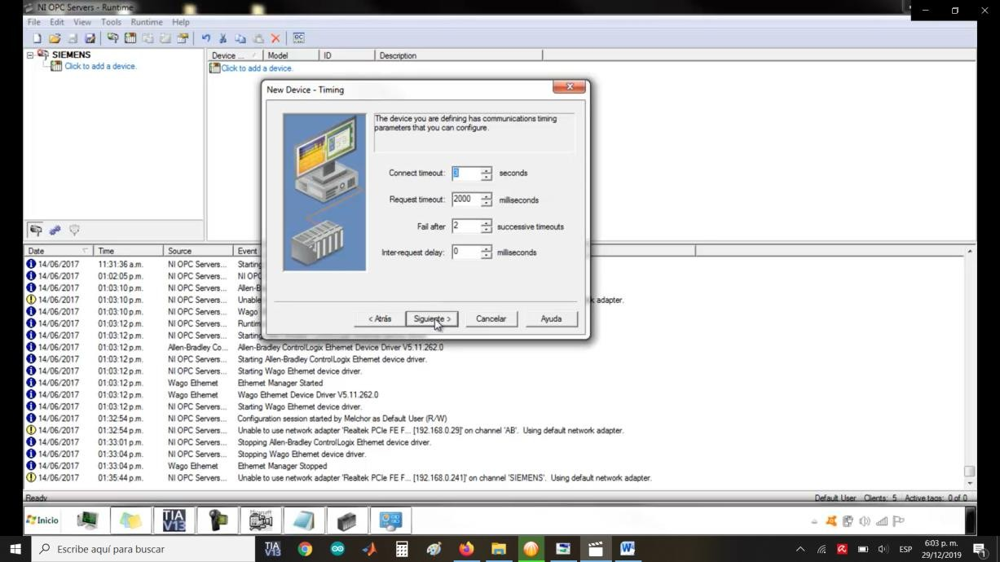 NI OPC Servers - Runtime
File Edit View Tools Runtime Help
SIEMENS
Click to add a device.
Device ... Model ID Description
Click to add a device.
New Device - Timing
The device you are defining has communications timing
parameters that you can configure.
Connect timeout: 3 seconds
Request timeout: 2000 milliseconds
Fail after 2 successive timeouts
Inter-request delay: 0 milliseconds
< Atrás Siguiente > Cancelar Ayuda
Date Time Source Event
14/06/2017 11:31:36 a.m. NI OPC Servers... Starting
14/06/2017 01:02:05 p.m. NI OPC Servers... NI OPC
14/06/2017 01:03:10 p.m. NI OPC Servers... Allen-B
14/06/2017 01:03:10 p.m. NI OPC Servers... Unable k adapter.
14/06/2017 01:03:10 p.m. NI OPC Servers... Wago
14/06/2017 01:03:12 p.m. NI OPC Servers... Runtim
14/06/2017 01:03:12 p.m. NI OPC Servers...
14/06/2017 01:03:12 p.m. Allen-Bradley Co... Allen-Bradley ControlLogix Ethernet Device Driver V5.11.262.0
14/06/2017 01:03:12 p.m. NI OPC Servers... Starting Allen-Bradley ControlLogix Ethernet device driver.
14/06/2017 01:03:12 p.m. NI OPC Servers... Starting Wago Ethernet device driver.
14/06/2017 01:03:12 p.m. Wago Ethernet Ethernet Manager Started
14/06/2017 01:03:12 p.m. Wago Ethernet Wago Ethernet Device Driver V5.11.262.0
14/06/2017 01:03:12 p.m. NI OPC Servers... Starting Wago Ethernet device driver.
14/06/2017 01:32:54 p.m. NI OPC Servers... Configuration session started by Melchor as Default User (R/W)
14/06/2017 01:32:54 p.m. NI OPC Servers... Unable to use network adapter 'Realtek PCIe FE F... [192.168.0.29]' on channel 'AB'. Using default network adapter.
14/06/2017 01:33:01 p.m. NI OPC Servers... Stopping Allen-Bradley ControlLogix Ethernet device driver.
14/06/2017 01:33:04 p.m. NI OPC Servers... Stopping Wago Ethernet device driver.
14/06/2017 01:33:04 p.m. Wago Ethernet Ethernet Manager Stopped
14/06/2017 01:35:44 p.m. NI OPC Servers... Unable to use network adapter 'Realtek PCIe FE F... [192.168.0.241]' on channel 'SIEMENS'. Using default network adapter.
Ready Default User Clients: 5 Active tags: 0 of 0
Inicio TIA V13
Escribe aquí para buscar TIA V13 ESP 6:03 p. m.
29/12/2019